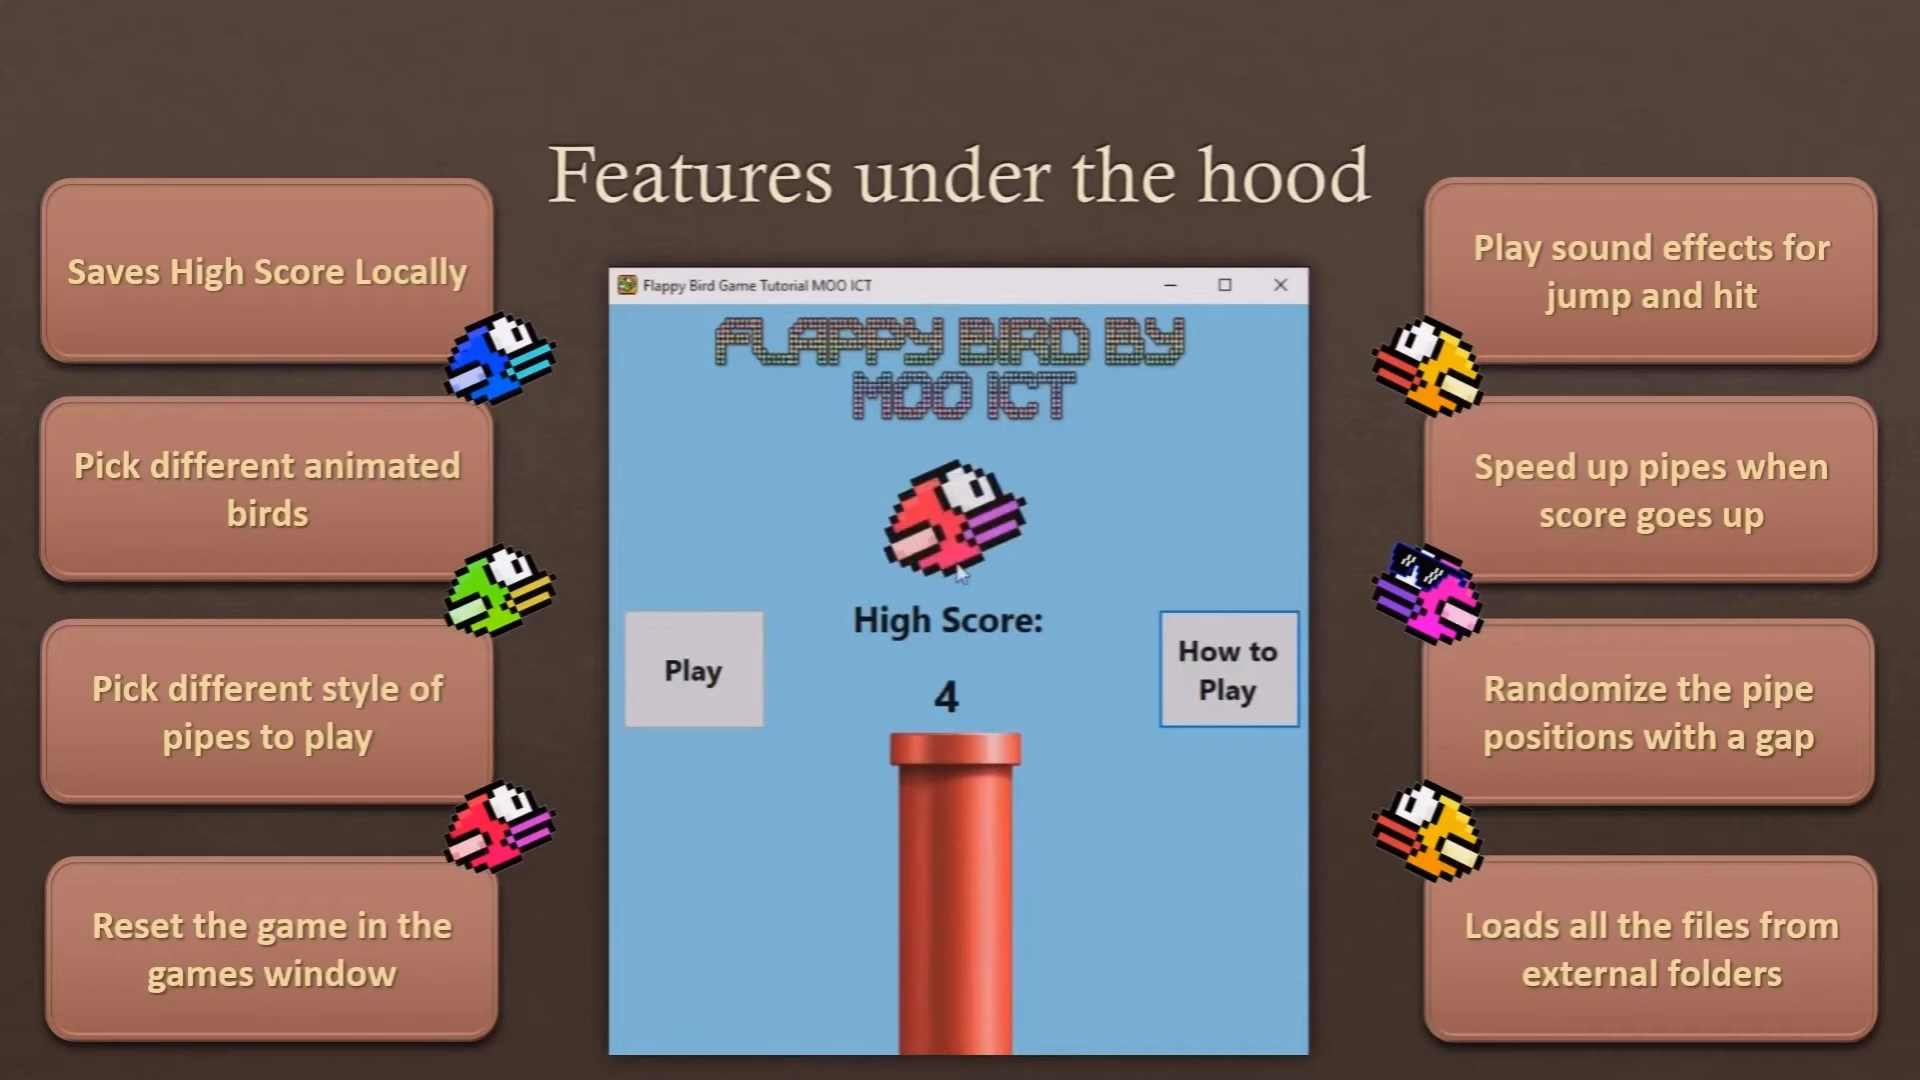 Features under the hood
Saves High Score Locally
Pick different animated
birds
Pick different style of
pipes to play
Reset the game in the
games window
Flappy Bird Game Tutorial MOO ICT
FLAPPY BIRD BY
MOO ICT
High Score:
4
Play
How to
Play
Play sound effects for
jump and hit
Speed up pipes when
score goes up
Randomize the pipe
positions with a gap
Loads all the files from
external folders